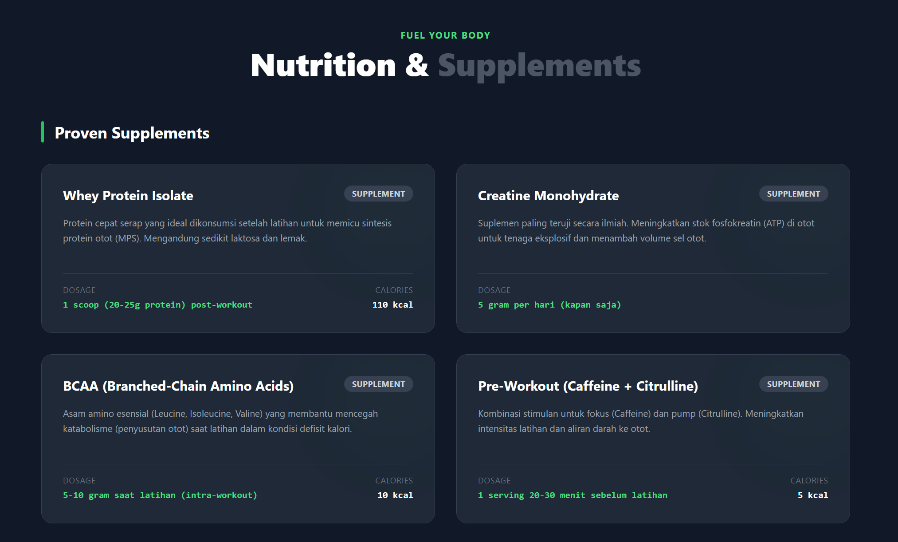 FUEL YOUR BODY
Nutrition & Supplements
Proven Supplements
Whey Protein Isolate
SUPPLEMENT
Protein cepat serap yang ideal dikonsumsi setelah latihan untuk memicu sintesis
protein otot (MPS). Mengandung sedikit laktosa dan lemak.
DOSAGE
CALORIES
1 scoop (20-25g protein) post-workout
110 kcal
Creatine Monohydrate
SUPPLEMENT
Suplemen paling teruji secara ilmiah. Meningkatkan stok fosfokreatin (ATP) di otot
untuk tenaga eksplosif dan menambah volume sel otot.
DOSAGE
5 gram per hari (kapan saja)
BCAA (Branched-Chain Amino Acids)
SUPPLEMENT
Asam amino esensial (Leucine, Isoleucine, Valine) yang membantu mencegah
katabolisme (penyusutan otot) saat latihan dalam kondisi defisit kalori.
DOSAGE
CALORIES
5-10 gram saat latihan (intra-workout)
10 kcal
Pre-Workout (Caffeine + Citrulline)
SUPPLEMENT
Kombinasi stimulan untuk fokus (Caffeine) dan pump (Citrulline). Meningkatkan
intensitas latihan dan aliran darah ke otot.
DOSAGE
CALORIES
1 serving 20-30 menit sebelum latihan
5 kcal